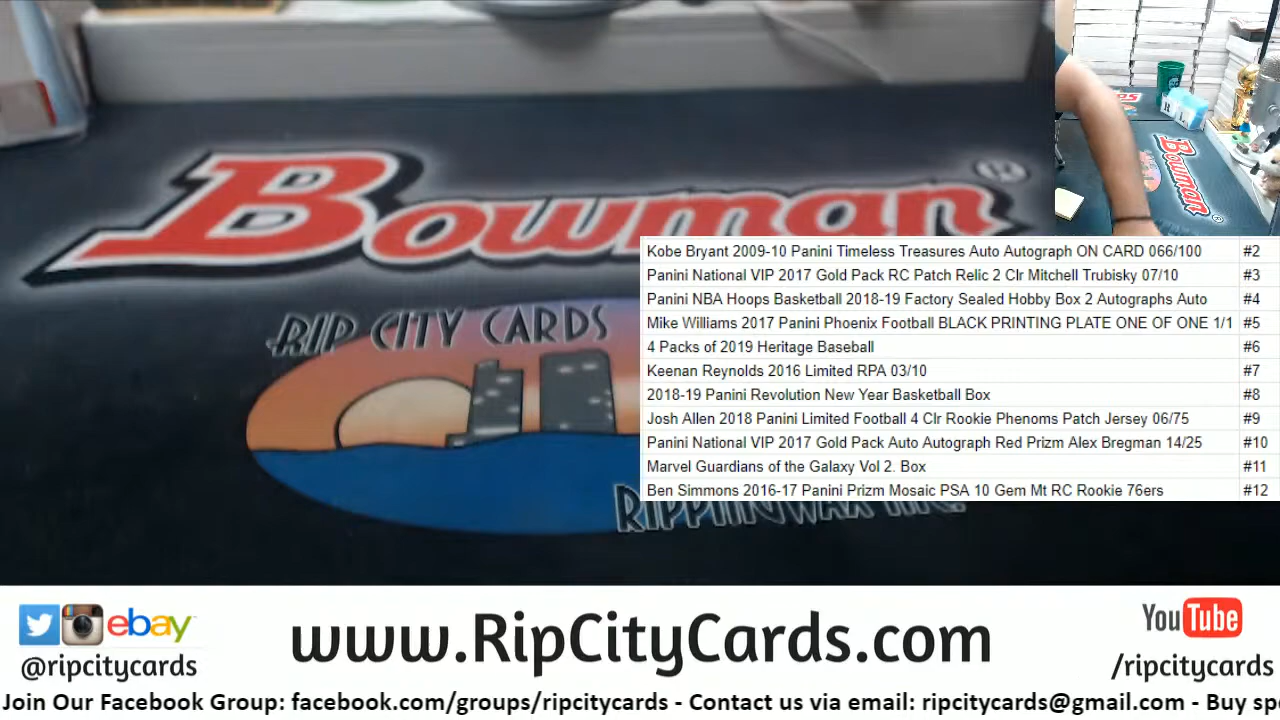 Bowman
®
RIP CITY CARDS
Bowman
Kobe Bryant 2009-10 Panini Timeless Treasures Auto Autograph ON CARD 066/100 #2
Panini National VIP 2017 Gold Pack RC Patch Relic 2 Clr Mitchell Trubisky 07/10 #3
Panini NBA Hoops Basketball 2018-19 Factory Sealed Hobby Box 2 Autographs Auto #4
Mike Williams 2017 Panini Phoenix Football BLACK PRINTING PLATE ONE OF ONE 1/1 #5
4 Packs of 2019 Heritage Baseball #6
Keenan Reynolds 2016 Limited RPA 03/10 #7
2018-19 Panini Revolution New Year Basketball Box #8
Josh Allen 2018 Panini Limited Football 4 Clr Rookie Phenoms Patch Jersey 06/75 #9
Panini National VIP 2017 Gold Pack Auto Autograph Red Prizm Alex Bregman 14/25 #10
Marvel Guardians of the Galaxy Vol 2. Box #11
Ben Simmons 2016-17 Panini Prizm Mosaic PSA 10 Gem Mt RC Rookie 76ers #12
RIPPINWAX INC.
ebay
@ripcitycards
www.RipCityCards.com
YouTube
/ripcitycards
Join Our Facebook Group: facebook.com/groups/ripcitycards - Contact us via email: ripcitycards@gmail.com - Buy